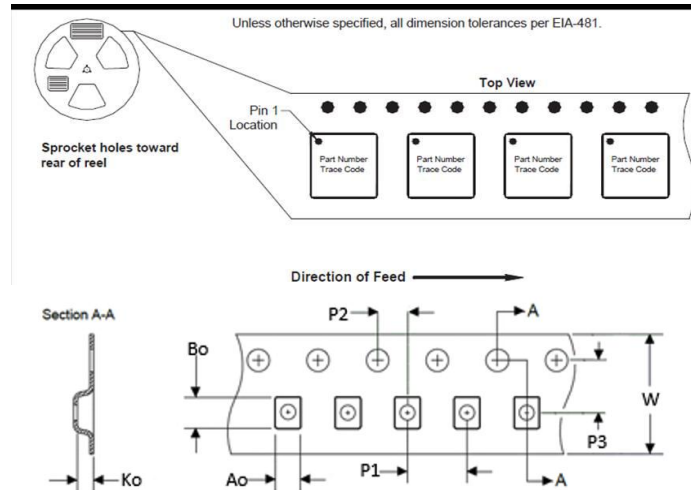 Unless otherwise specified, all dimension tolerances per EIA-481.
Top View
Pin 1
Location
Sprocket holes toward
rear of reel
Part Number
Trace Code
Part Number
Trace Code
Part Number
Trace Code
Part Number
Trace Code
Direction of Feed
Section A-A
P2
A
Bo
W
P3
Ko
Ao
P1
A